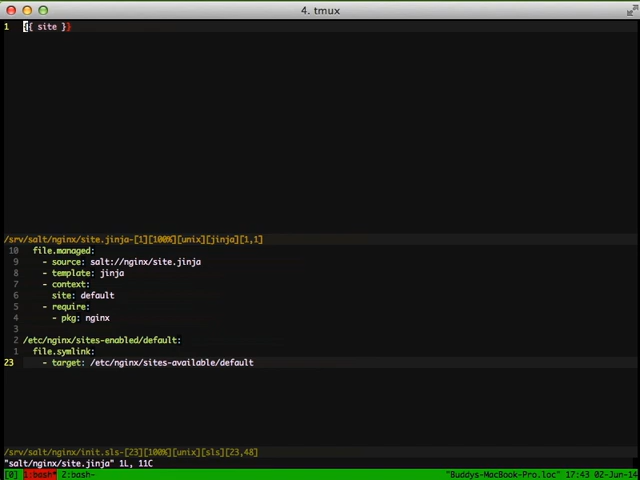 4. tmux
1 {{ site }}
/srv/salt/nginx/site.jinja-[1][100%][unix][jinja][1,1]
10 file.managed:
9 - source: salt://nginx/site.jinja
8 - template: jinja
7 - context:
6 site: default
5 - require:
4 - pkg: nginx
3
2 /etc/nginx/sites-enabled/default:
1 file.symlink:
23 - target: /etc/nginx/sites-available/default
/srv/salt/nginx/init.sls-[23][100%][unix][sls][23,48]
"salt/nginx/site.jinja" 1L, 11C
[0] 1:bash* 2:bash- "Buddys-MacBook-Pro.loc" 17:43 02-Jun-14